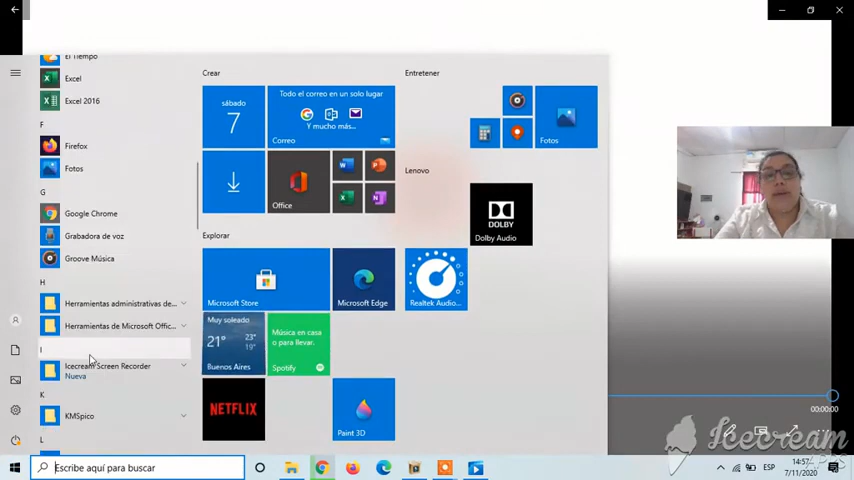 El Tiempo
Excel
Excel 2016
F
Firefox
Fotos
G
Google Chrome
Grabadora de voz
Groove Música
H
Herramientas administrativas de...
Herramientas de Microsoft Offic...
I
Icecream Screen Recorder
Nueva
K
KMSpico
L
Crear
sábado
7
Todo el correo en un solo lugar
Y mucho más...
Correo
Office
Explorar
Microsoft Store
Microsoft Edge
Muy soleado
21°
23°
19°
Buenos Aires
Música en casa
o para llevar.
Spotify
NETFLIX
Paint 3D
Entretener
Fotos
Lenovo
DOLBY
Dolby Audio
Realtek Audio...
00:00:00
Icecream
APPS
Escribe aquí para buscar
ESP
14:57
7/11/2020